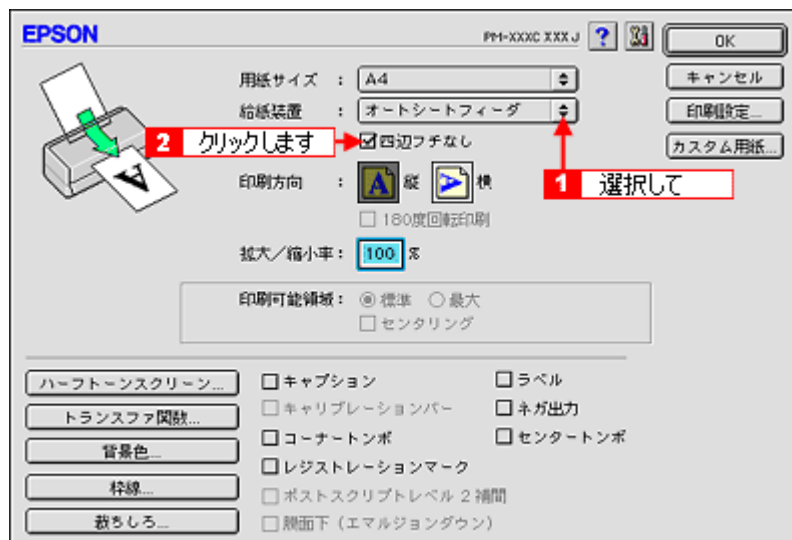 EPSON
PM-XXXC XXX J
?
OK
用紙サイズ : A4
キャンセル
給紙装置 : オートシートフィーダ
印刷設定...
2 クリックします
四辺フチなし
カスタム用紙...
印刷方向 : A 縦 A 横
1 選択して
180度回転印刷
拡大/縮小率: 100 %
印刷可能領域: 標準 最大
センタリング
ハーフトーンスクリーン...
トランスファ関数...
背景色...
枠線...
裁ちしろ...
キャプション
キャリブレーションバー
コーナートンボ
レジストレーションマーク
ポストスクリプトレベル 2 補間
膜面下 (エマルジョンダウン)
ラベル
ネガ出力
センタートンボ